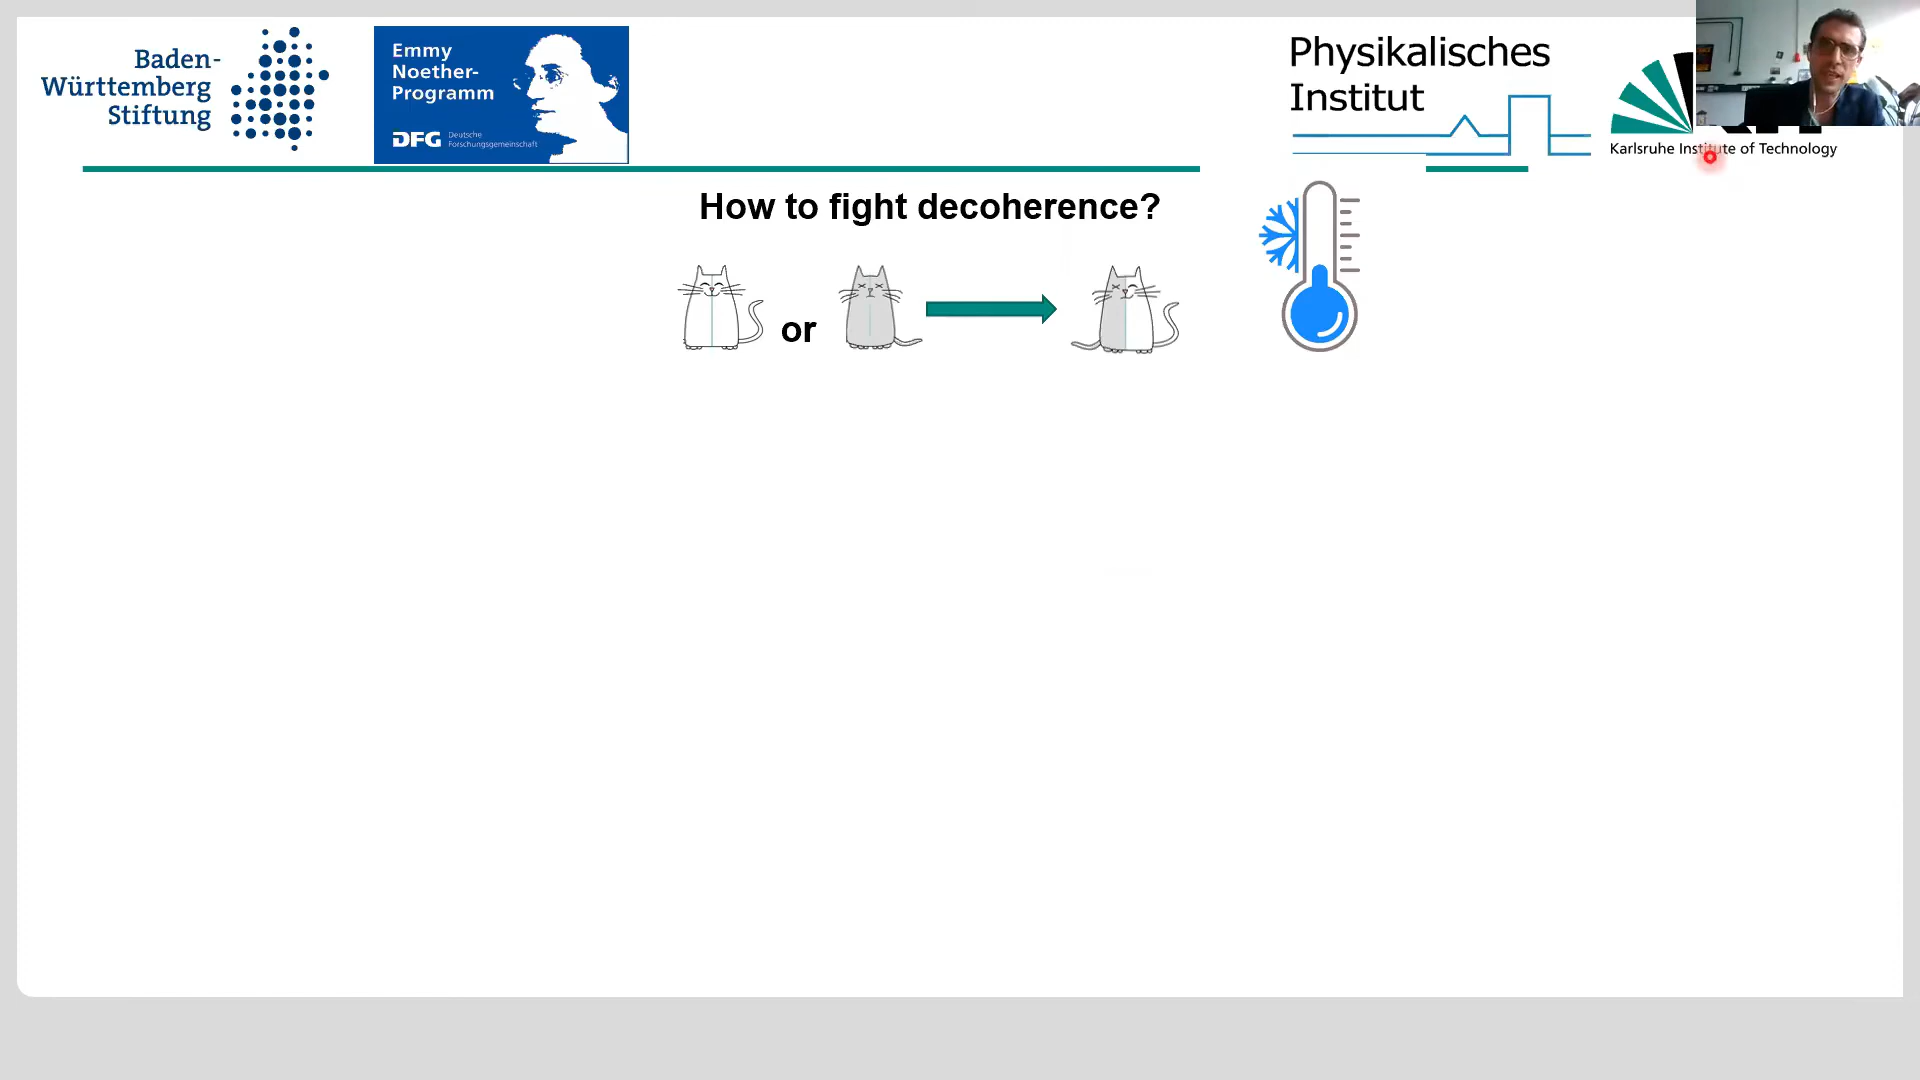 Baden-
Württemberg
Stiftung
Emmy
Noether-
Programm
DFG Deutsche
Forschungsgemeinschaft
Physikalisches
Institut
Karlsruhe Institute of Technology
How to fight decoherence?
or